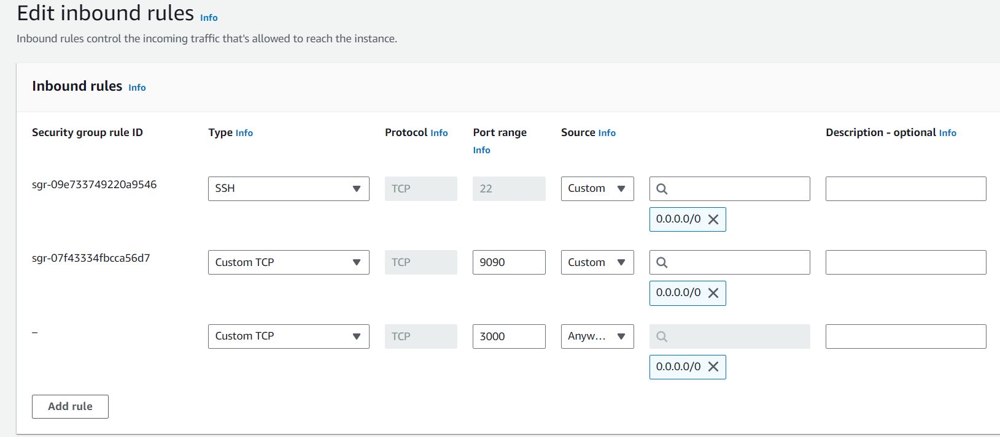 Edit inbound rules Info
Inbound rules control the incoming traffic that's allowed to reach the instance.
Inbound rules Info
Security group rule ID Type Info Protocol Info Port range Info Source Info Description - optional Info
sgr-09e733749220a9546 SSH TCP 22 Custom
0.0.0.0/0
sgr-07f43334fbcca56d7 Custom TCP TCP 9090 Custom
0.0.0.0/0
– Custom TCP TCP 3000 Anyw...
0.0.0.0/0
Add rule